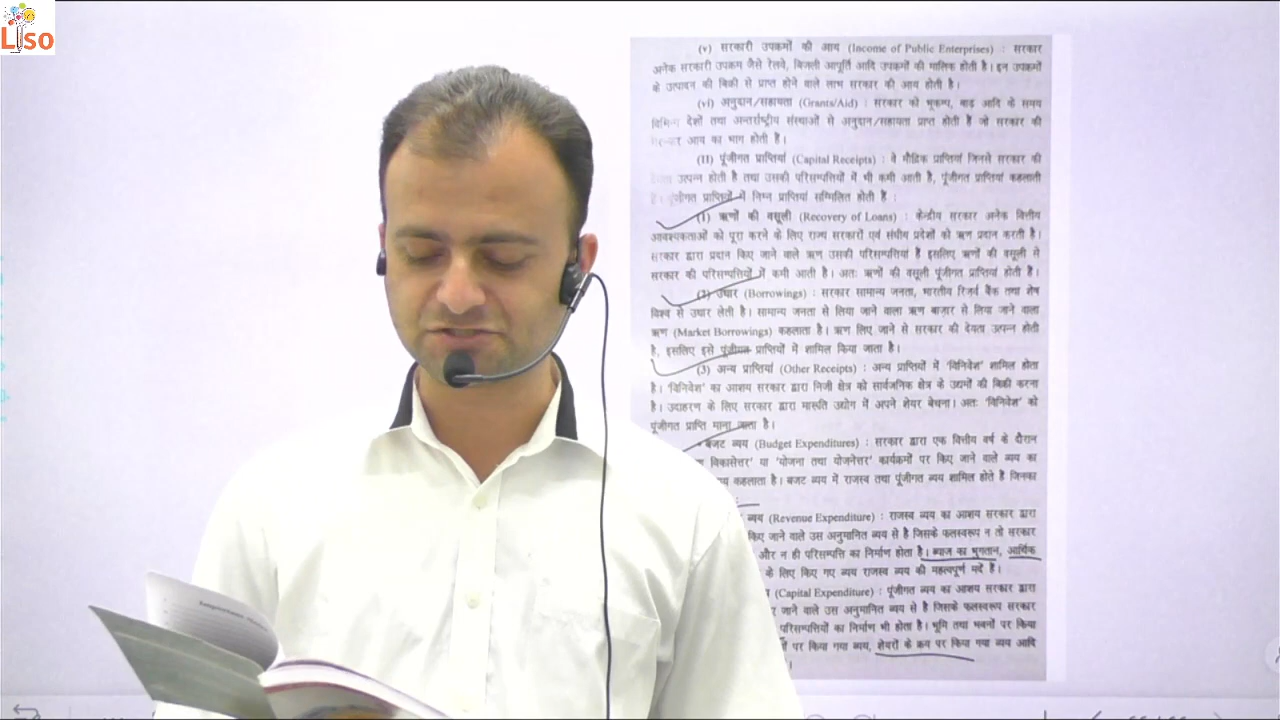 Liso
(v) सरकारी उपक्रमों की आय (Income of Public Enterprises) : सरकार
अनेक सरकारी उपक्रम जैसे रेलवे, बिजली आपूर्ति आदि उपक्रमों की मालिक होती है। इन उपक्रमों
के उत्पादन की बिक्री से प्राप्त होने वाले लाभ सरकार की आय होती है।
(vi) अनुदान/सहायता (Grants/Aid) : सरकार को भूकम्प, बाढ़ आदि के समय
विभिन्न देशों तथा अन्तर्राष्ट्रीय संस्थाओं से अनुदान/सहायता प्राप्त होती हैं जो सरकार की
आय का भाग होती हैं।
(II) पूंजीगत प्राप्तियां (Capital Receipts) : वे मौद्रिक प्राप्तियां जिनसे सरकार की
उत्पन्न होती है तथा उसकी परिसम्पत्तियों में भी कमी आती है, पूंजीगत प्राप्तियां कहलाती
हैं। पूंजीगत प्राप्तियों में निम्न प्राप्तियां सम्मिलित होती हैं :
(1) ऋणों की वसूली (Recovery of Loans) : केन्द्रीय सरकार अनेक वित्तीय
आवश्यकताओं को पूरा करने के लिए राज्य सरकारों एवं संघीय प्रदेशों को ऋण प्रदान करती है।
सरकार द्वारा प्रदान किए जाने वाले ऋण उसकी परिसम्पत्तियां हैं इसलिए ऋणों की वसूली से
सरकार की परिसम्पत्तियों में कमी आती है। अतः ऋणों की वसूली पूंजीगत प्राप्तियां होती है।
(2) उधार (Borrowings) : सरकार सामान्य जनता, भारतीय रिज़र्व बैंक तथा शेष
विश्व से उधार लेती है। सामान्य जनता से लिया जाने वाला ऋण बाज़ार से लिया जाने वाला
ऋण (Market Borrowings) कहलाता है। ऋण लिए जाने से सरकार की देयता उत्पन्न होती
है, इसलिए इसे पूंजीगत प्राप्तियों में शामिल किया जाता है।
(3) अन्य प्राप्तियां (Other Receipts) : अन्य प्राप्तियों में 'विनिवेश' शामिल होता
है। 'विनिवेश' का आशय सरकार द्वारा निजी क्षेत्र को सार्वजनिक क्षेत्र के उद्यमों की बिक्री करना
है। उदाहरण के लिए सरकार द्वारा मारूति उद्योग में अपने शेयर बेचना। अतः 'विनिवेश' को
पूंजीगत प्राप्ति माना जाता है।
बजट व्यय (Budget Expenditures) : सरकार द्वारा एक वित्तीय वर्ष के दौरान
विकासेत्तर' या 'योजना तथा योजनेत्तर' कार्यक्रमों पर किए जाने वाले व्यय का
कहलाता है। बजट व्यय में राजस्व तथा पूंजीगत व्यय शामिल होते हैं जिनका
व्यय (Revenue Expenditure) : राजस्व व्यय का आशय सरकार द्वारा
किए जाने वाले उस अनुमानित व्यय से है जिसके फलस्वरूप न तो सरकार
और न ही परिसम्पत्ति का निर्माण होता है। ब्याज का भुगतान, आर्थिक
के लिए किए गए व्यय राजस्व व्यय की महत्वपूर्ण मदें हैं।
(Capital Expenditure) : पूंजीगत व्यय का आशय सरकार द्वारा
जाने वाले उस अनुमानित व्यय से है जिसके फलस्वरूप सरकार
परिसम्पत्तियों का निर्माण भी होता है। भूमि तथा भवनों पर किया
पर किया गया व्यय, शेयरों के क्रय पर किया गया व्यय आदि